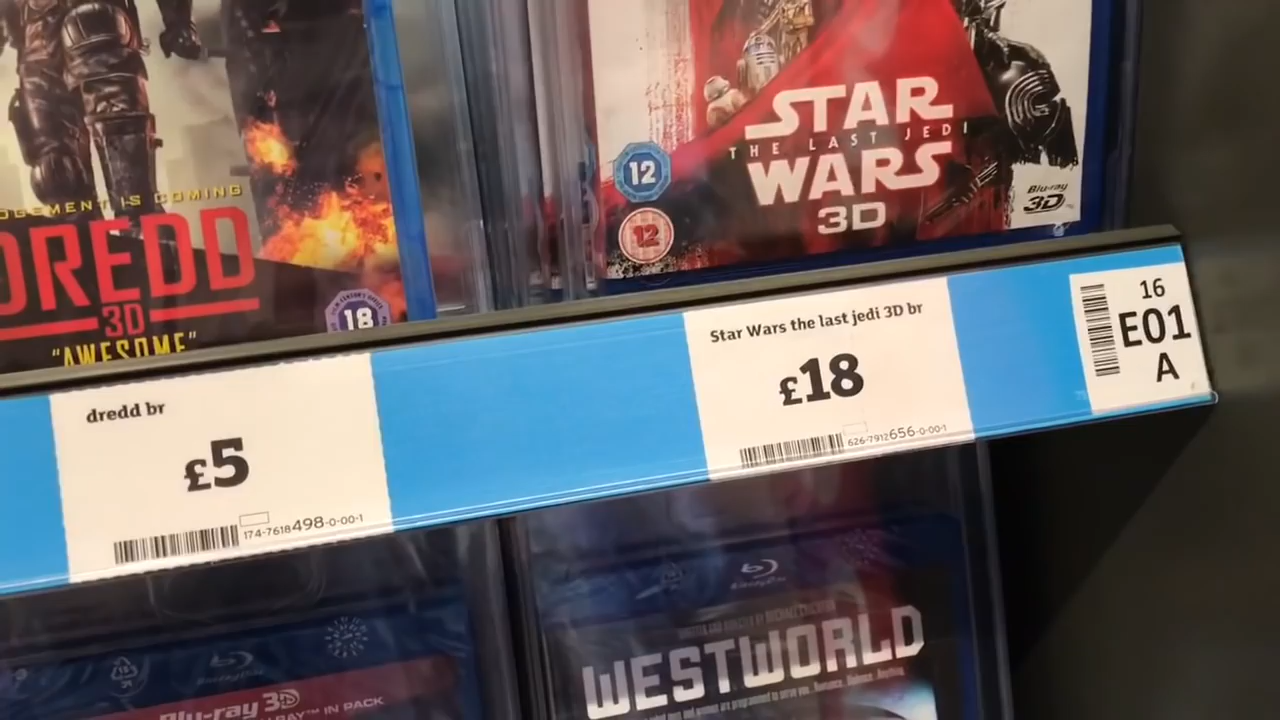 JUDGEMENT IS COMING
DREDD
3D
"AWESOME"
18
STAR
THE LAST JEDI
WARS
3D
12
12
Blu-ray
3D
dredd br
£5
174-7618498-0-00-1
Star Wars the last jedi 3D br
£18
626-7912656-0-00-1
16
E01
A
Blu-ray 3D
IN PACK
WESTWORLD